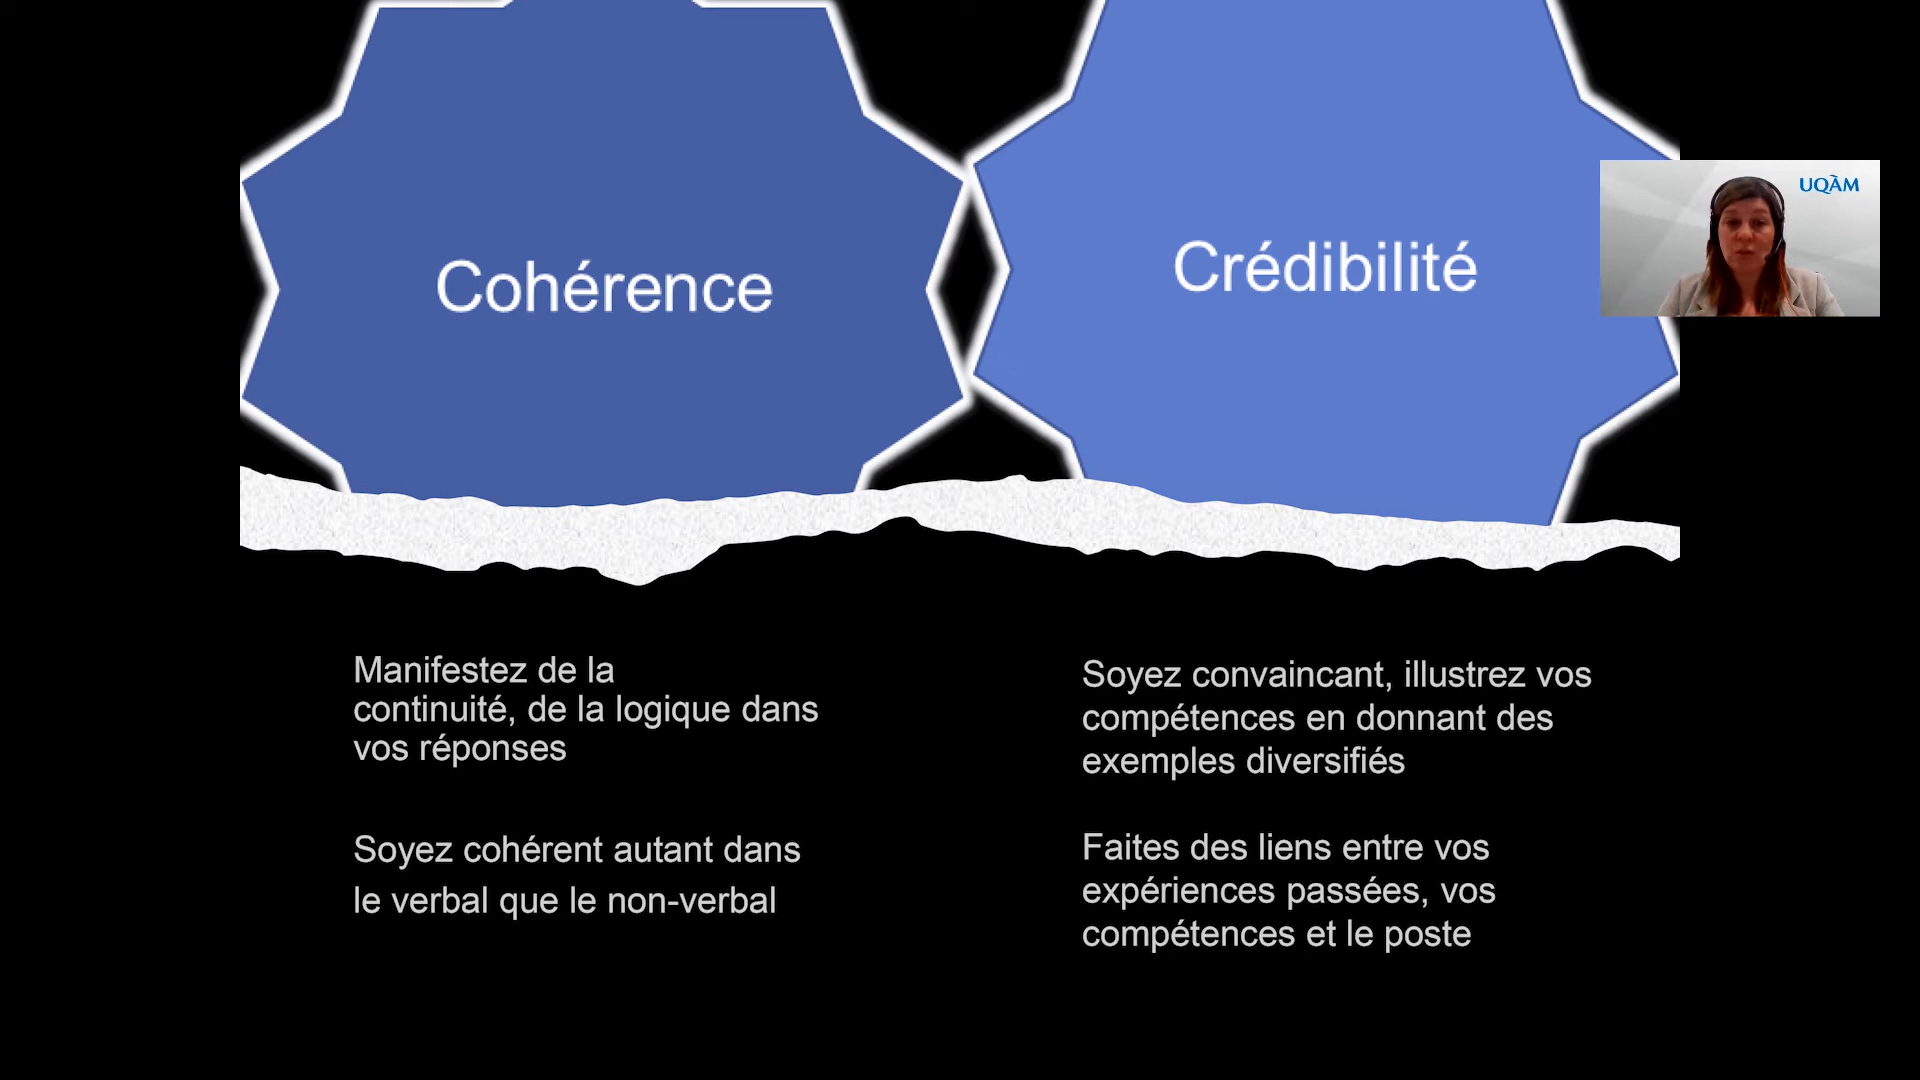 Cohérence
Crédibilité
UQÀM
Manifestez de la
continuité, de la logique dans
vos réponses
Soyez cohérent autant dans
le verbal que le non-verbal
Soyez convaincant, illustrez vos
compétences en donnant des
exemples diversifiés
Faites des liens entre vos
expériences passées, vos
compétences et le poste